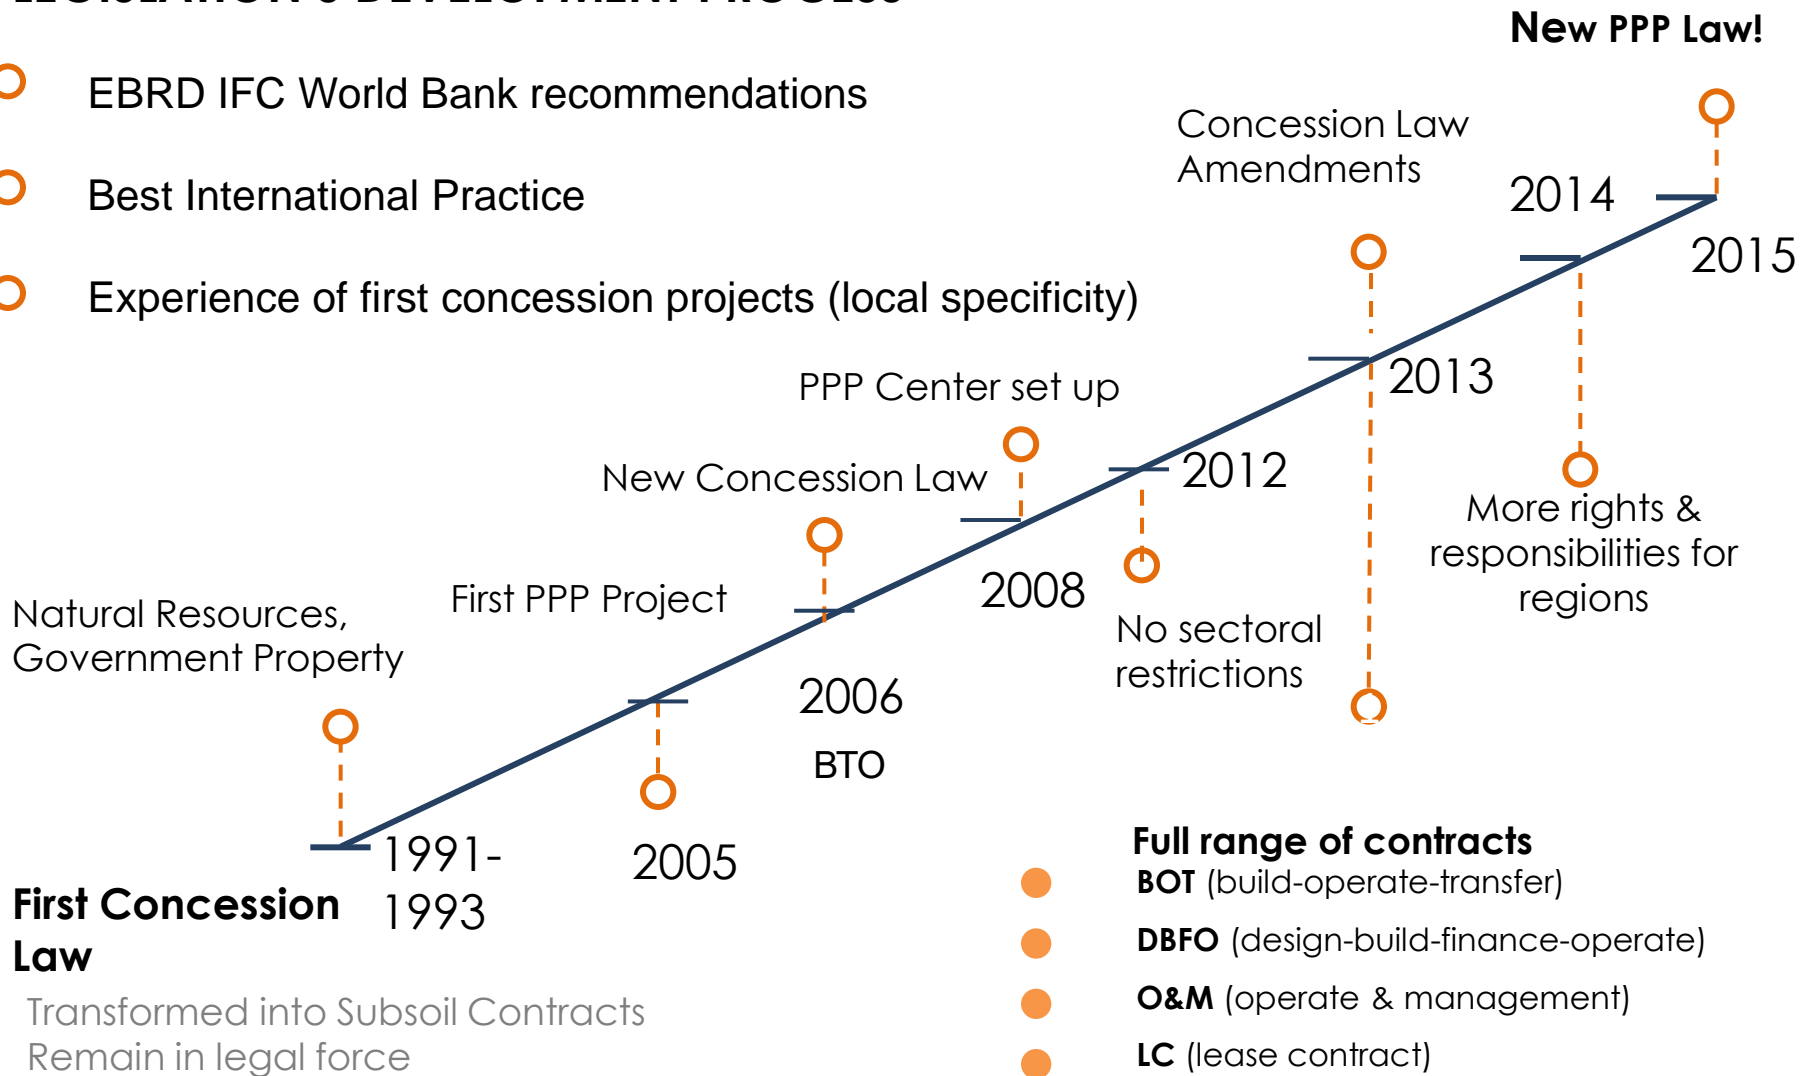 LEGISLATION'S DEVELOPMENT PROCESS
New PPP Law!
EBRD IFC World Bank recommendations
Best International Practice
Experience of first concession projects (local specificity)
Concession Law
Amendments
2014
2015
2013
PPP Center set up
2012
New Concession Law
More rights &
responsibilities for
regions
2008
No sectoral
restrictions
First PPP Project
Natural Resources,
Government Property
2006
BTO
1991-
1993
2005
First Concession
Law
Transformed into Subsoil Contracts
Remain in legal force
Full range of contracts
BOT (build-operate-transfer)
DBFO (design-build-finance-operate)
O&M (operate & management)
LC (lease contract)